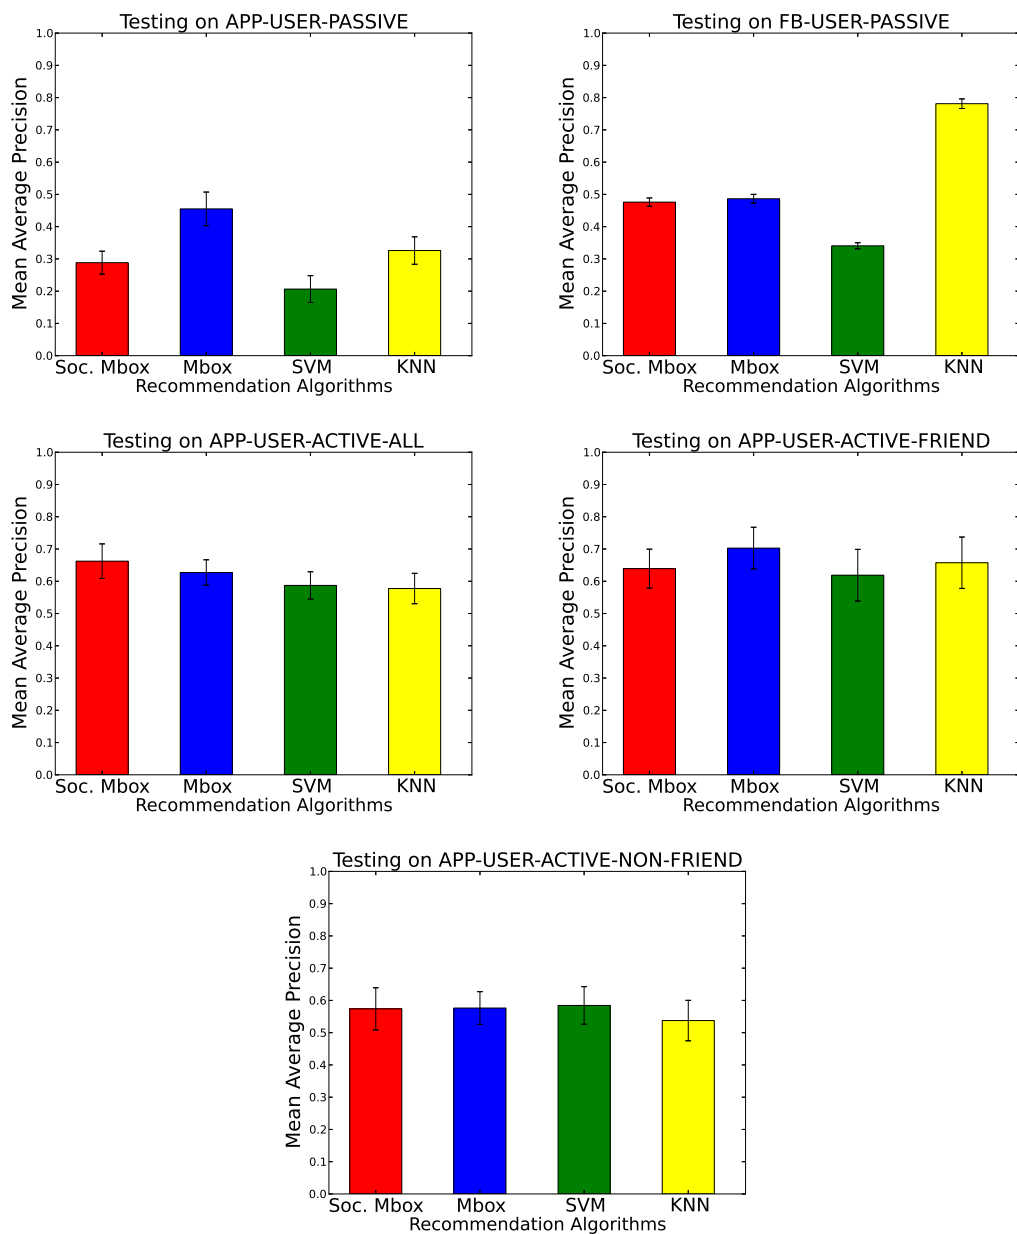 Testing on APP-USER-PASSIVE
Mean Average Precision
1.0
0.9
0.8
0.7
0.6
0.5
0.4
0.3
0.2
0.1
0.0
Soc. Mbox Mbox SVM KNN
Recommendation Algorithms
Testing on FB-USER-PASSIVE
Mean Average Precision
1.0
0.9
0.8
0.7
0.6
0.5
0.4
0.3
0.2
0.1
0.0
Soc. Mbox Mbox SVM KNN
Recommendation Algorithms
Testing on APP-USER-ACTIVE-ALL
Mean Average Precision
1.0
0.9
0.8
0.7
0.6
0.5
0.4
0.3
0.2
0.1
0.0
Soc. Mbox Mbox SVM KNN
Recommendation Algorithms
Testing on APP-USER-ACTIVE-FRIEND
Mean Average Precision
1.0
0.9
0.8
0.7
0.6
0.5
0.4
0.3
0.2
0.1
0.0
Soc. Mbox Mbox SVM KNN
Recommendation Algorithms
Testing on APP-USER-ACTIVE-NON-FRIEND
Mean Average Precision
1.0
0.9
0.8
0.7
0.6
0.5
0.4
0.3
0.2
0.1
0.0
Soc. Mbox Mbox SVM KNN
Recommendation Algorithms